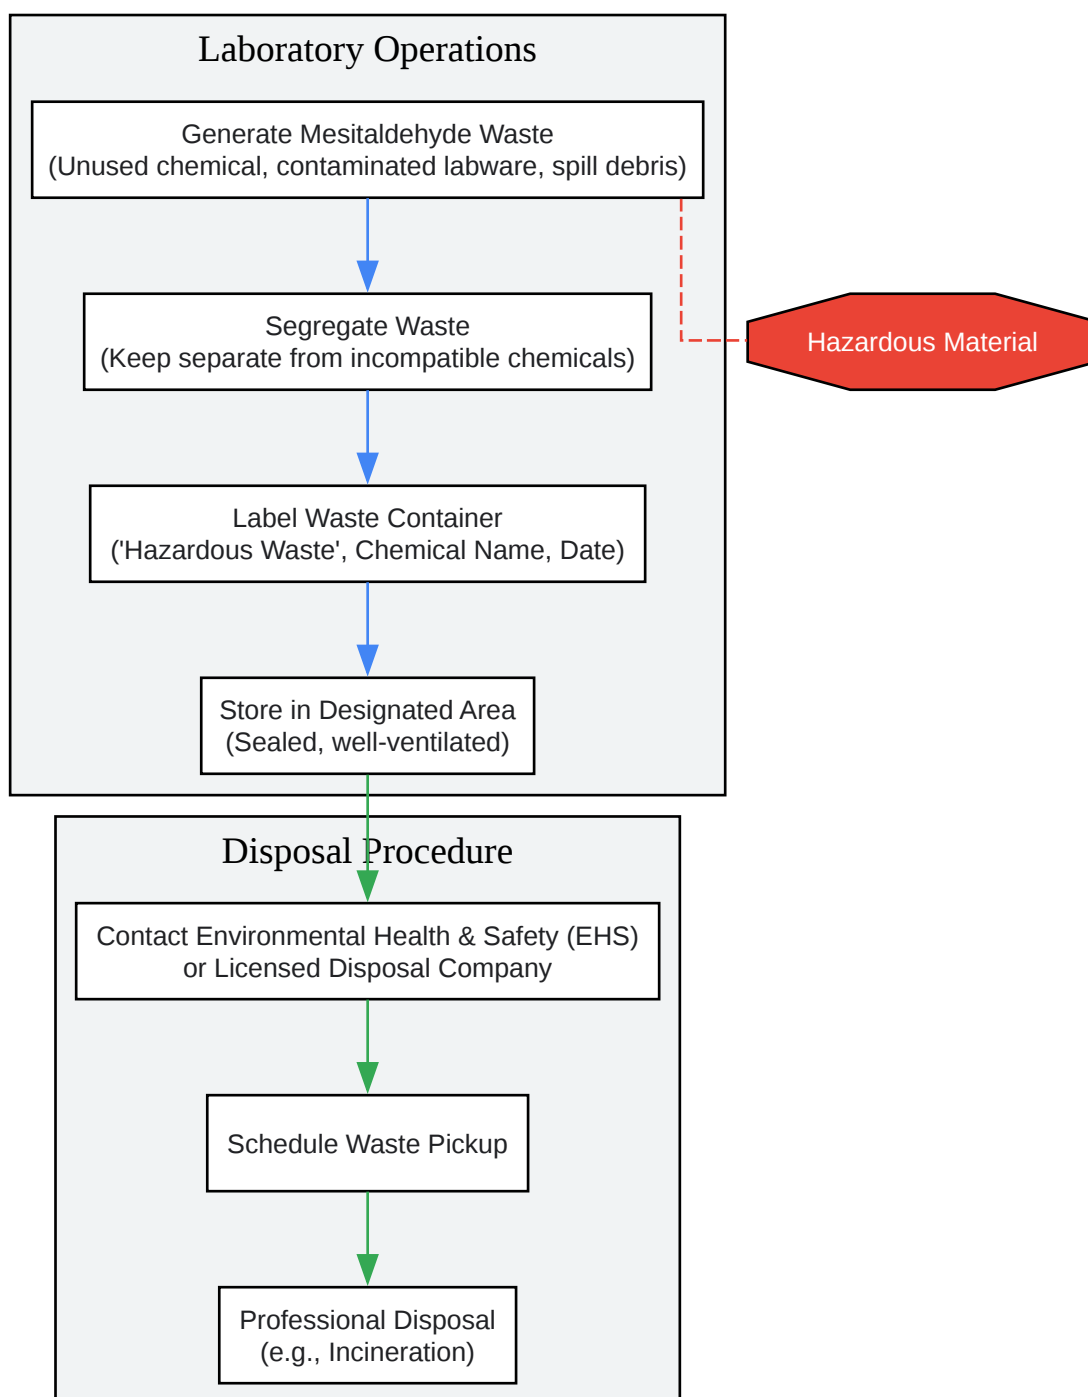 Laboratory Operations
Generate Mesitaldehyde Waste
(Unused chemical, contaminated labware, spill debris)
Segregate Waste
(Keep separate from incompatible chemicals)
Hazardous Material
Label Waste Container
('Hazardous Waste', Chemical Name, Date)
Store in Designated Area
(Sealed, well-ventilated)
Disposal Procedure
Contact Environmental Health & Safety (EHS)
or Licensed Disposal Company
Schedule Waste Pickup
Professional Disposal
(e.g., Incineration)